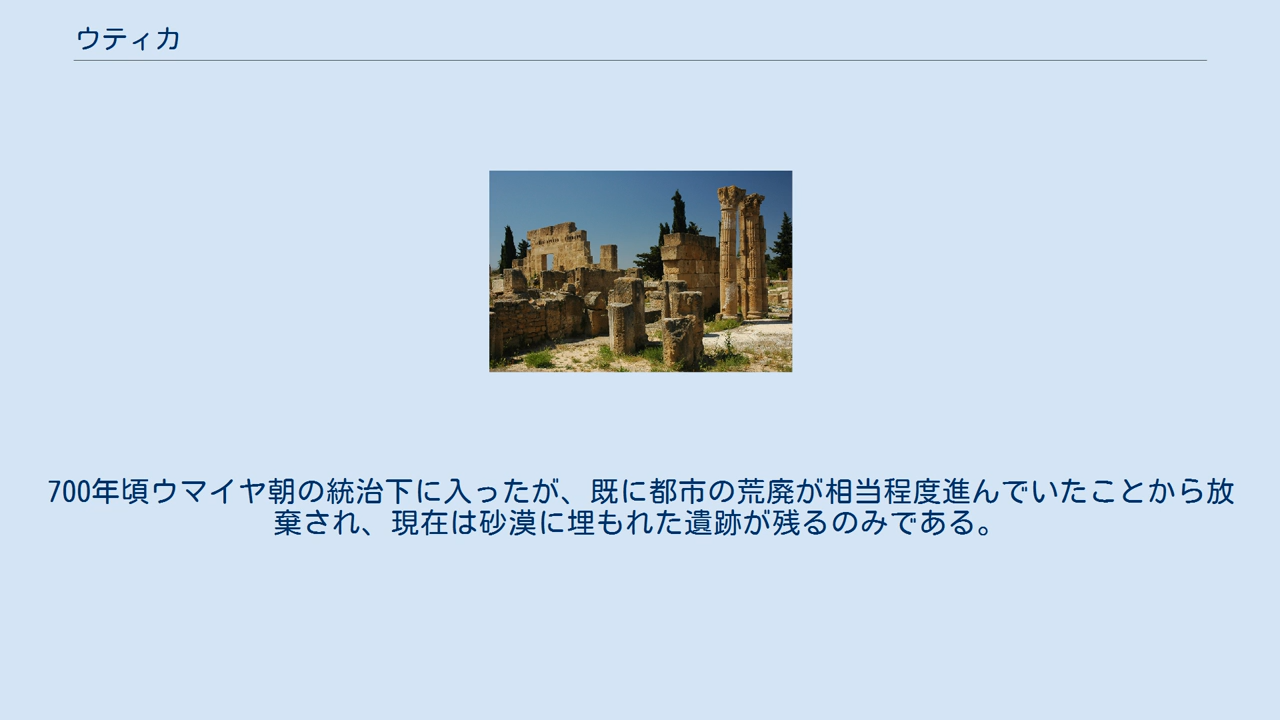 ウティカ
700年頃ウマイヤ朝の統治下に入ったが、既に都市の荒廃が相当程度進んでいたことから放
棄され、現在は砂漠に埋もれた遺跡が残るのみである。